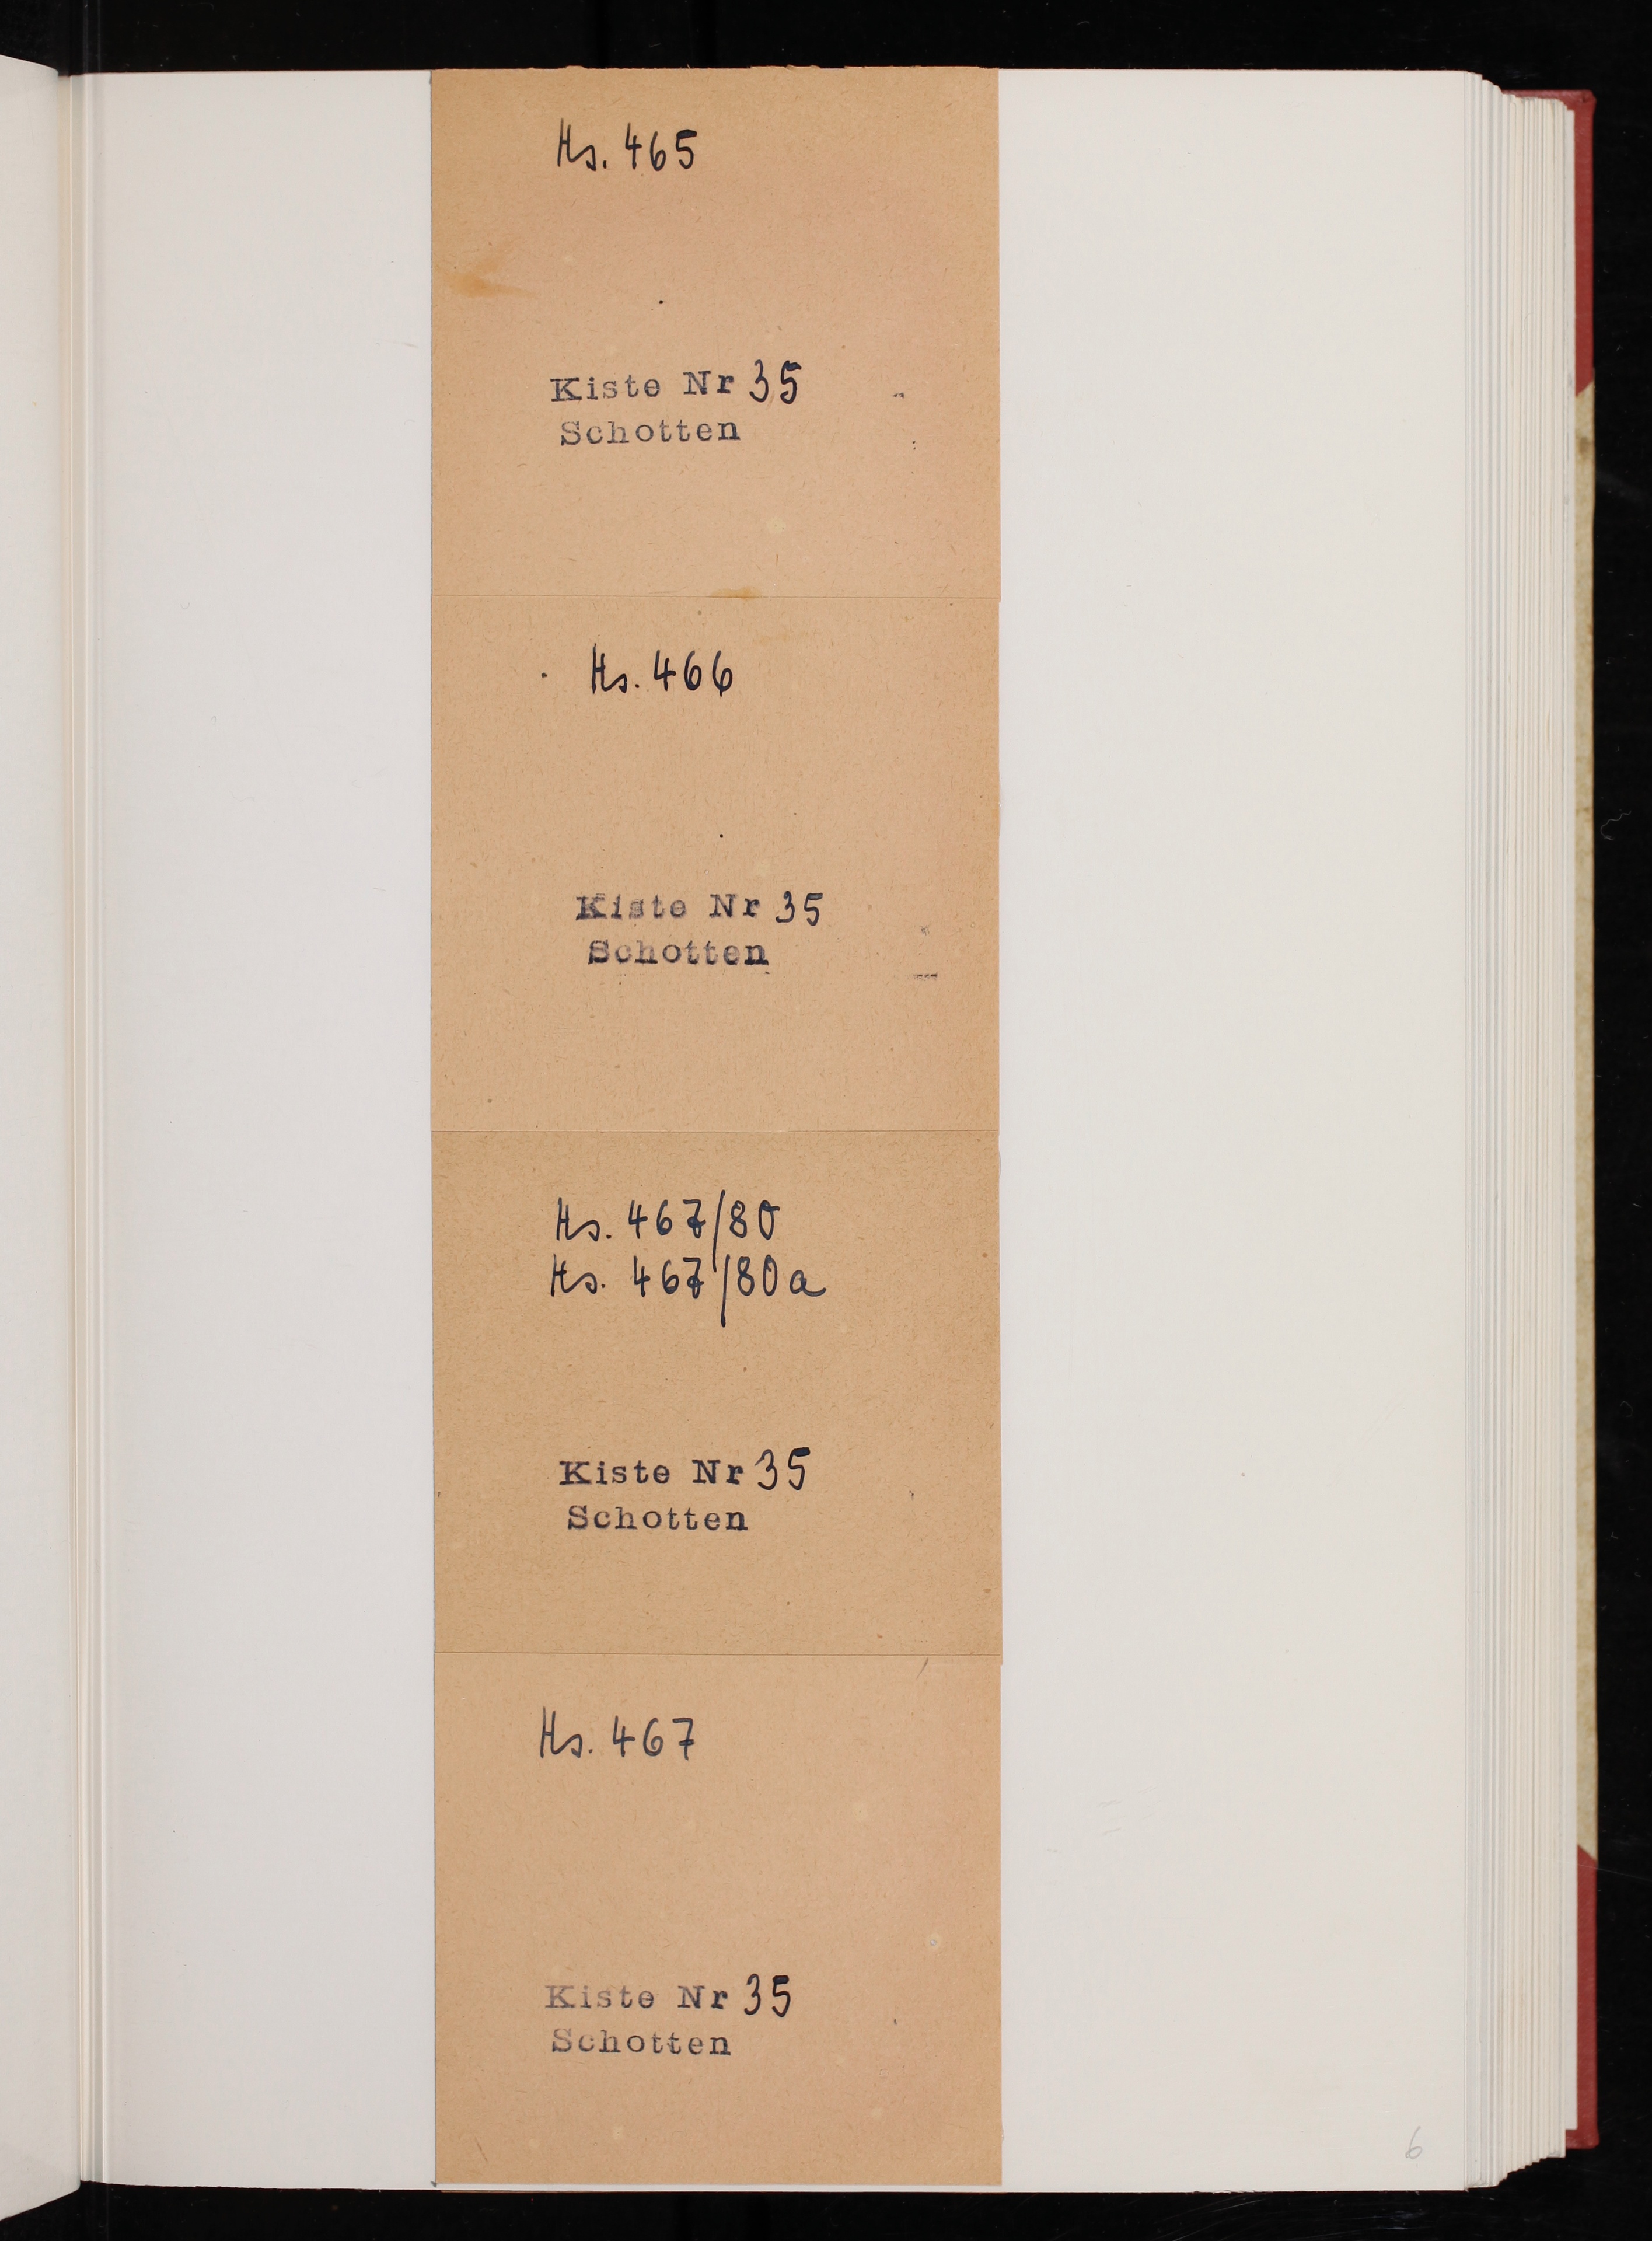 Hs. 465
Kiste Nr 35
Schotten
Hs. 466
Kiste Nr 35
Schotten
Hs. 467/80
Hs. 467/80a
Kiste Nr 35
Schotten
Hs. 467
Kiste Nr 35
Schotten
6